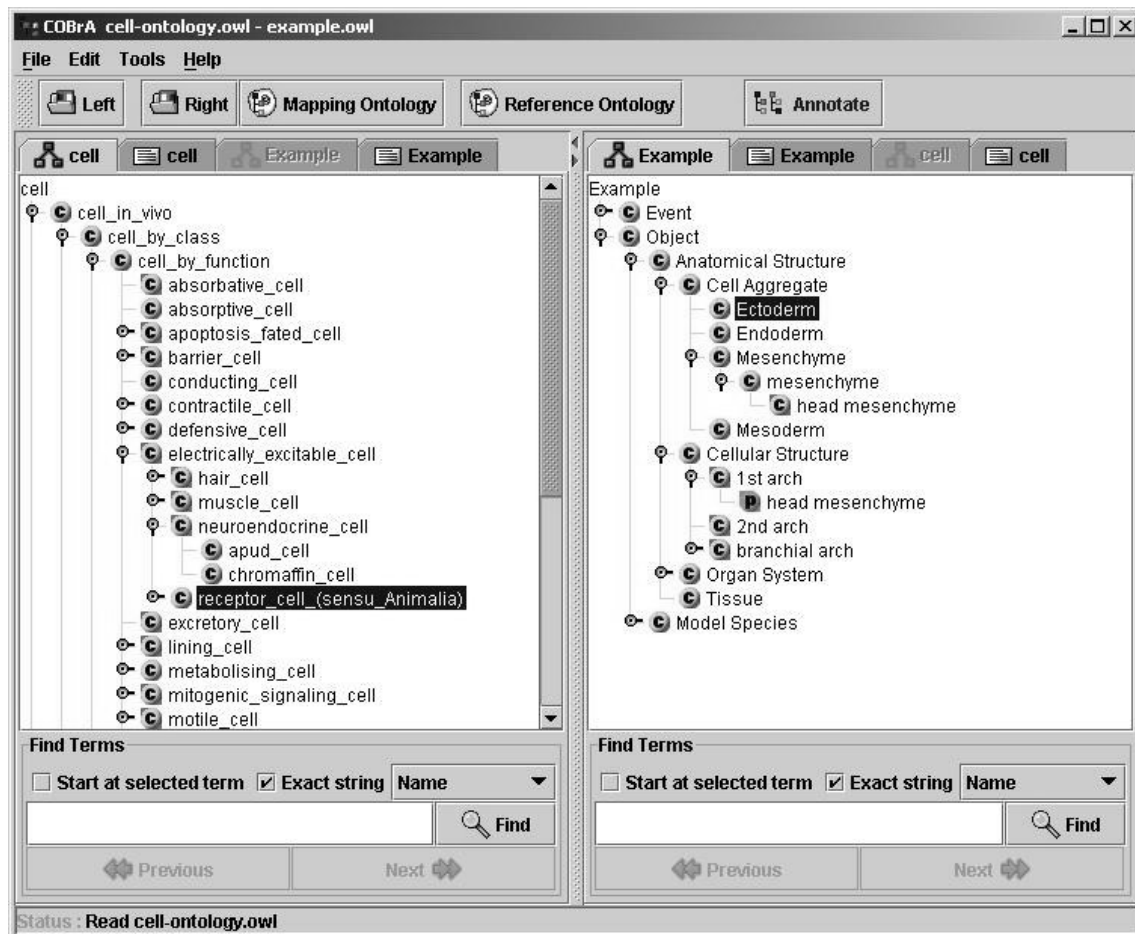 COBrA cell-ontology.owl - example.owl
File Edit Tools Help
Left Right Mapping Ontology Reference Ontology Annotate
cell cell Example Example
cell
C cell_in_vivo
C cell_by_class
C cell_by_function
C absorbative_cell
C absorptive_cell
C apoptosis_fated_cell
C barrier_cell
C conducting_cell
C contractile_cell
C defensive_cell
C electrically_excitable_cell
C hair_cell
C muscle_cell
C neuroendocrine_cell
C apud_cell
C chromaffin_cell
C receptor_cell_(sensu_Animalia)
C excretory_cell
C lining_cell
C metabolising_cell
C mitogenic_signaling_cell
C motile_cell
Find Terms
Start at selected term Exact string Name
Find
Previous Next
Example Example cell cell
Example
C Event
C Object
C Anatomical Structure
C Cell Aggregate
C Ectoderm
C Endoderm
C Mesenchyme
C mesenchyme
C head mesenchyme
C Mesoderm
C Cellular Structure
C 1st arch
P head mesenchyme
C 2nd arch
C branchial arch
C Organ System
C Tissue
C Model Species
Find Terms
Start at selected term Exact string Name
Find
Previous Next
Status : Read cell-ontology.owl